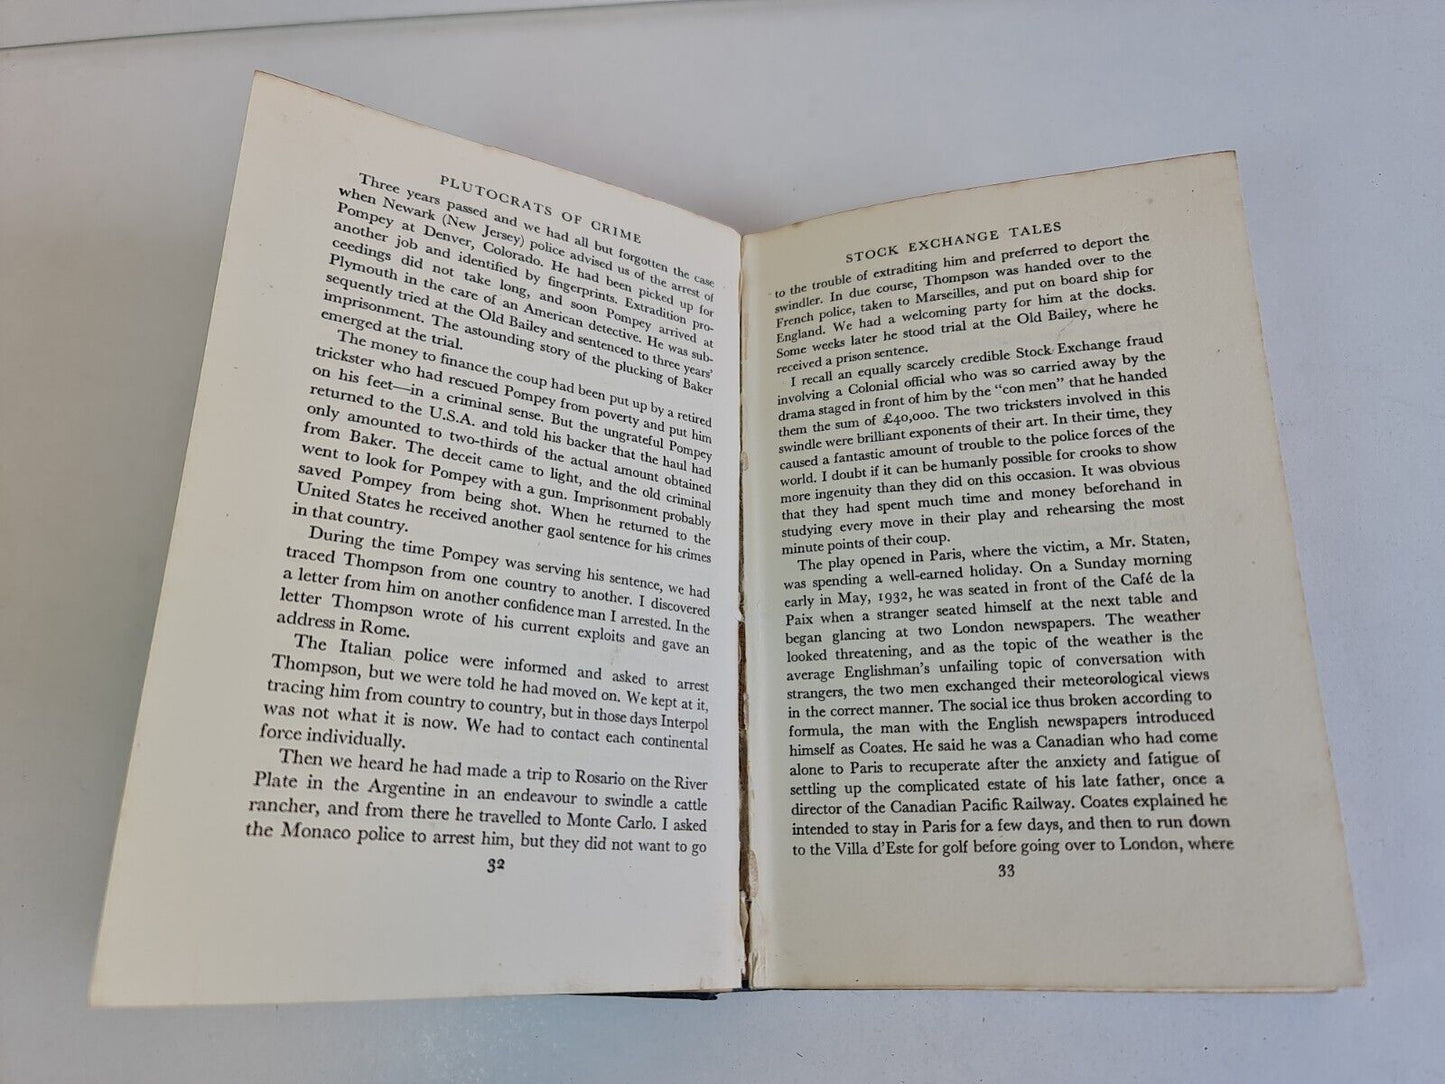 PLUTOCRATS OF CRIME
Three years passed and we had all but forgotten the case
when Newark (New Jersey) police advised us of the arrest of
Pompey at Denver, Colorado. He had been picked up for
another job and identified by fingerprints. Extradition pro-
ceedings did not take long, and soon Pompey arrived at
Plymouth in the care of an American detective. He was sub-
sequently tried at the Old Bailey and sentenced to three years'
imprisonment. The astounding story of the plucking of Baker
emerged at the trial.
The money to finance the coup had been put up by a retired
trickster who had rescued Pompey from poverty and put him
on his feet—in a criminal sense. But the ungrateful Pompey
returned to the U.S.A. and told his backer that the haul had
only amounted to two-thirds of the actual amount obtained
from Baker. The deceit came to light, and the old criminal
went to look for Pompey with a gun. Imprisonment probably
saved Pompey from being shot. When he returned to the
United States he received another gaol sentence for his crimes
in that country.
During the time Pompey was serving his sentence, we had
traced Thompson from one country to another. I discovered
a letter from him on another confidence man I arrested. In the
letter Thompson wrote of his current exploits and gave an
address in Rome.
The Italian police were informed and asked to arrest
Thompson, but we were told he had moved on. We kept at it,
tracing him from country to country, but in those days Interpol
was not what it is now. We had to contact each continental
force individually.
Then we heard he had made a trip to Rosario on the River
Plate in the Argentine in an endeavour to swindle a cattle
rancher, and from there he travelled to Monte Carlo. I asked
the Monaco police to arrest him, but they did not want to go
32
STOCK EXCHANGE TALES
to the trouble of extraditing him and preferred to deport the
swindler. In due course, Thompson was handed over to the
French police, taken to Marseilles, and put on board ship for
England. We had a welcoming party for him at the docks.
Some weeks later he stood trial at the Old Bailey, where he
received a prison sentence.
I recall an equally scarcely credible Stock Exchange fraud
involving a Colonial official who was so carried away by the
drama staged in front of him by the "con men" that he handed
them the sum of £40,000. The two tricksters involved in this
swindle were brilliant exponents of their art. In their time, they
caused a fantastic amount of trouble to the police forces of the
world. I doubt if it can be humanly possible for crooks to show
more ingenuity than they did on this occasion. It was obvious
that they had spent much time and money beforehand in
studying every move in their play and rehearsing the most
minute points of their coup.
The play opened in Paris, where the victim, a Mr. Staten,
was spending a well-earned holiday. On a Sunday morning
early in May, 1932, he was seated in front of the Café de la
Paix when a stranger seated himself at the next table and
began glancing at two London newspapers. The weather
looked threatening, and as the topic of the weather is the
average Englishman's unfailing topic of conversation with
strangers, the two men exchanged their meteorological views
in the correct manner. The social ice thus broken according to
formula, the man with the English newspapers introduced
himself as Coates. He said he was a Canadian who had come
alone to Paris to recuperate after the anxiety and fatigue of
settling up the complicated estate of his late father, once a
director of the Canadian Pacific Railway. Coates explained he
intended to stay in Paris for a few days, and then to run down
to the Villa d'Este for golf before going over to London, where
33